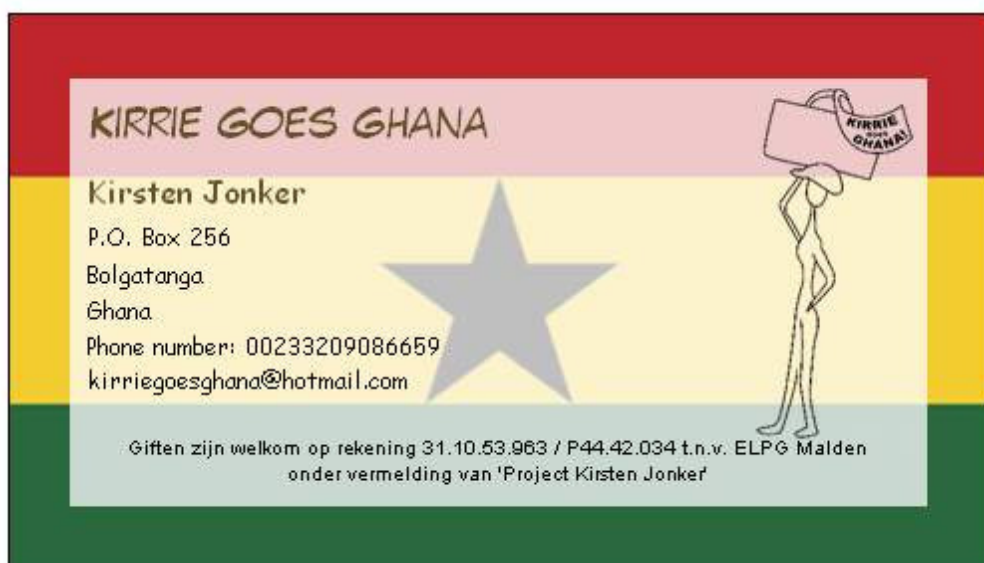 KIRRIE GOES GHANA
KIRRIE
GOES
GHANA!
Kirsten Jonker
P.O. Box 256
Bolgatanga
Ghana
Phone number: 00233209086659
kirriegoesghana@hotmail.com
Giften zijn welkom op rekening 31.10.53.963 / P44.42.034 t.n.v. ELPG Malden
onder vermelding van 'Project Kirsten Jonker'